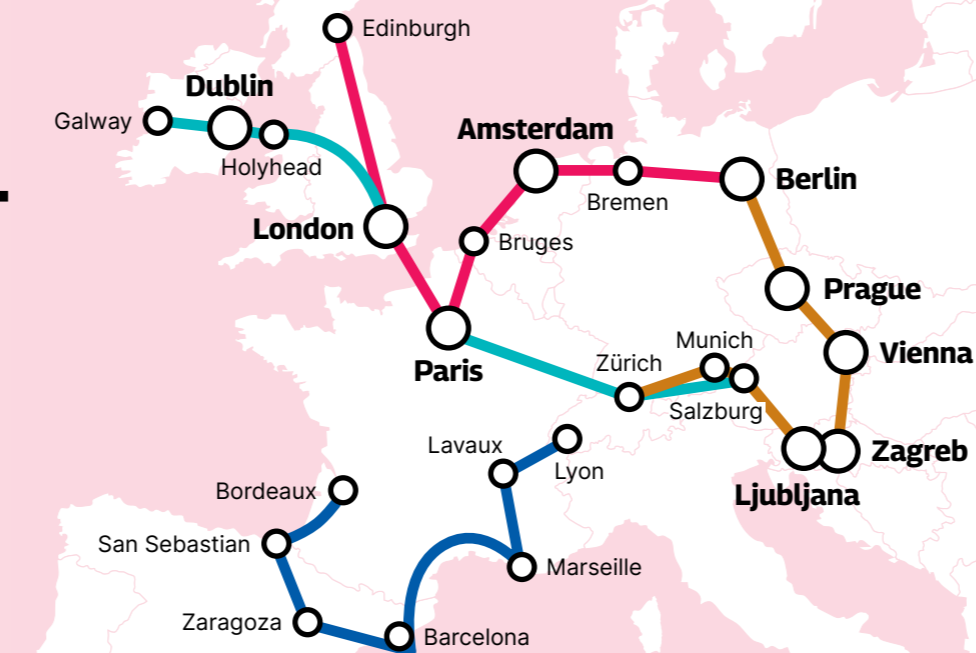 Edinburgh
Dublin
Galway
Holyhead
Amsterdam
Bremen
Berlin
London
Bruges
Prague
Paris
Zürich
Munich
Vienna
Salzburg
Lavaux
Lyon
Zagreb
Ljubljana
Bordeaux
San Sebastian
Marseille
Zaragoza
Barcelona